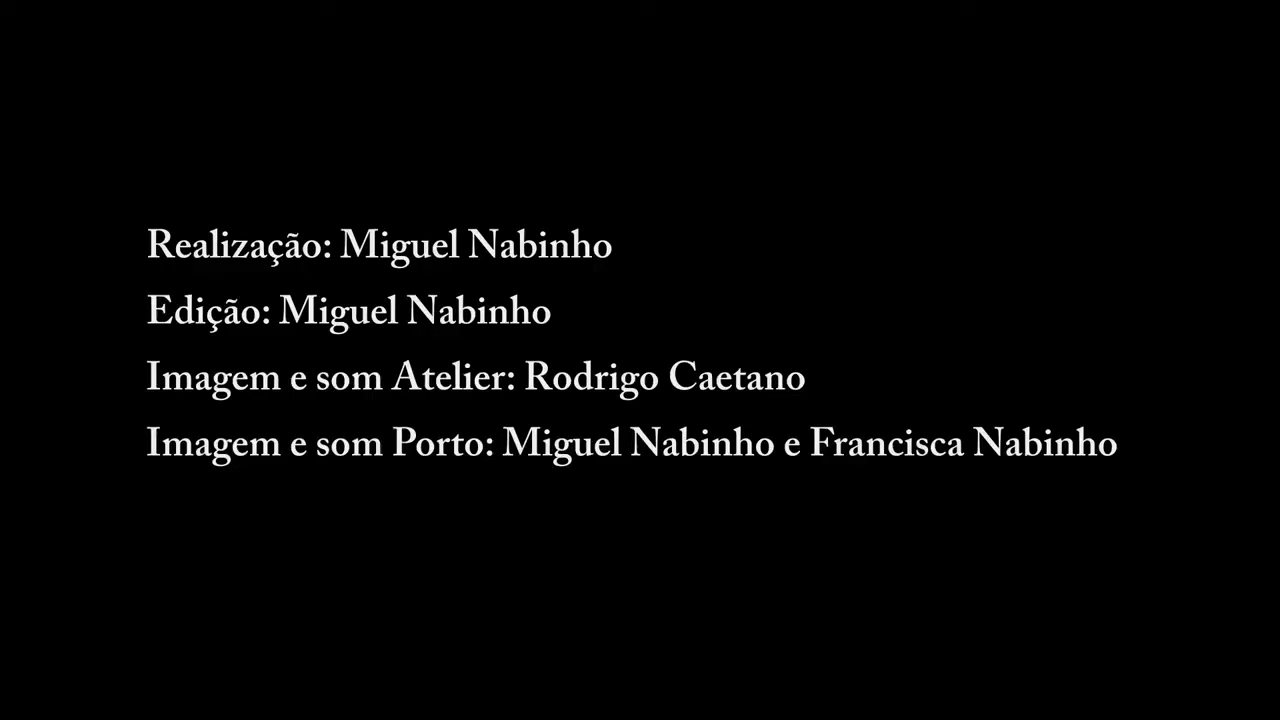 Realização: Miguel Nabinho
Edição: Miguel Nabinho
Imagem e som Atelier: Rodrigo Caetano
Imagem e som Porto: Miguel Nabinho e Francisca Nabinho